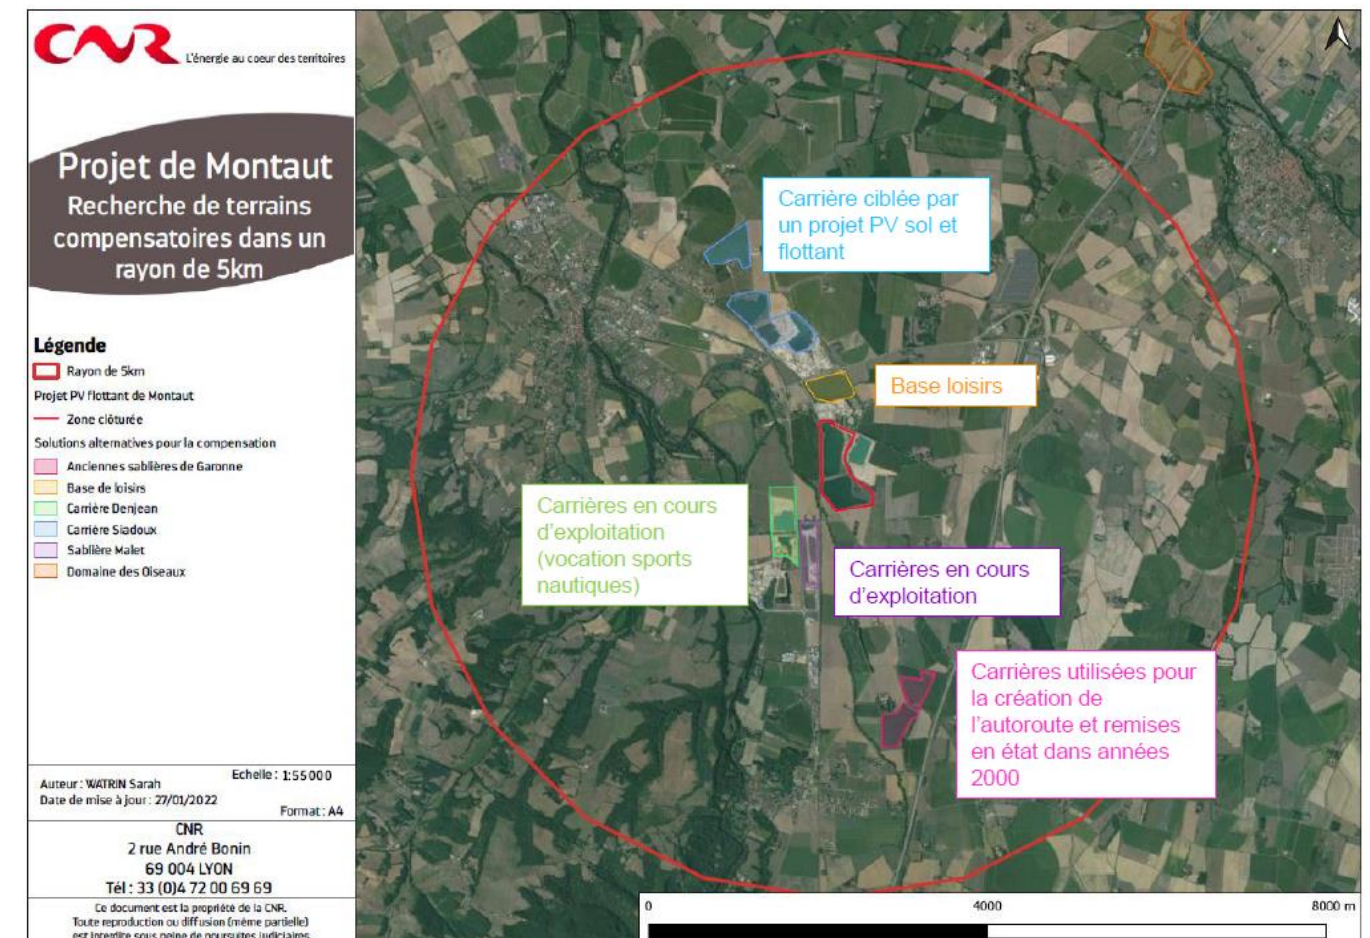 CNR
L'énergie au coeur des territoires
Projet de Montaut
Recherche de terrains
compensatoires dans un
rayon de 5km
Légende
Rayon de 5km
Projet PV flottant de Montaut
Zone clôturée
Solutions alternatives pour la compensation
Anciennes sablières de Garonne
Base de loisirs
Carrière Denjean
Carrière Siadoux
Sablière Malet
Domaine des Oiseaux
Auteur : WATRIN Sarah
Echelle : 1:55000
Date de mise à jour : 27/01/2022
Format : A4
CNR
2 rue André Bonin
69 004 LYON
Tél : 33 (0)4 72 00 69 69
Ce document est la propriété de la CNR.
Toute reproduction ou diffusion (même partielle)
est interdite sous peine de poursuites judiciaires
Carrière ciblée par
un projet PV sol et
flottant
Base loisirs
Carrières en cours
d'exploitation
(vocation sports
nautiques)
Carrières en cours
d'exploitation
Carrières utilisées pour
la création de
l'autoroute et remises
en état dans années
2000
0
4000
8000 m